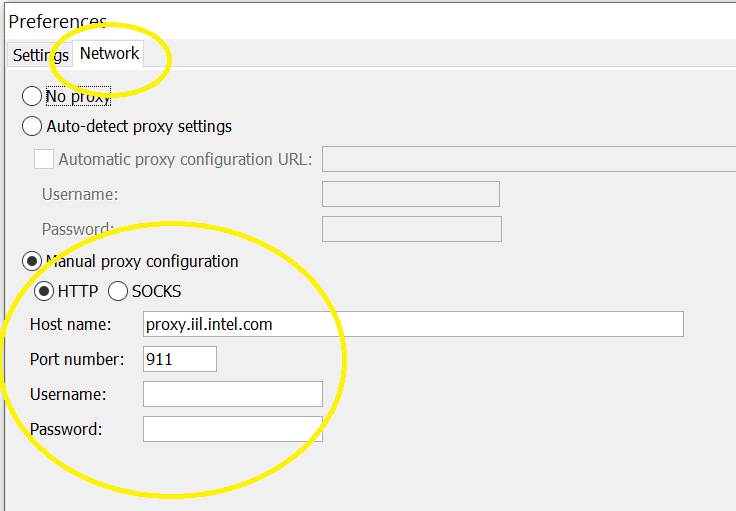 Preferences
Settings Network
No proxy
Auto-detect proxy settings
Automatic proxy configuration URL:
Username:
Password:
Manual proxy configuration
HTTP SOCKS
Host name: proxy.iil.intel.com
Port number: 911
Username:
Password: